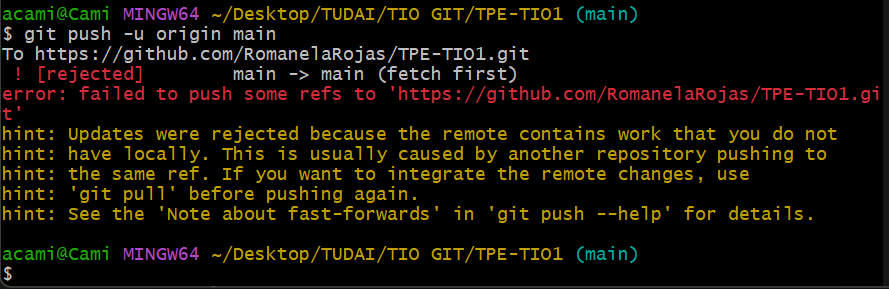 acami@Cami MINGW64 ~/Desktop/TUDAI/TIO GIT/TPE-TIO1 (main)
$ git push -u origin main
To https://github.com/RomanelaRojas/TPE-TIO1.git
 ! [rejected]        main -> main (fetch first)
error: failed to push some refs to 'https://github.com/RomanelaRojas/TPE-TIO1.gi
t'
hint: Updates were rejected because the remote contains work that you do not
hint: have locally. This is usually caused by another repository pushing to
hint: the same ref. If you want to integrate the remote changes, use
hint: 'git pull' before pushing again.
hint: See the 'Note about fast-forwards' in 'git push --help' for details.
acami@Cami MINGW64 ~/Desktop/TUDAI/TIO GIT/TPE-TIO1 (main)
$